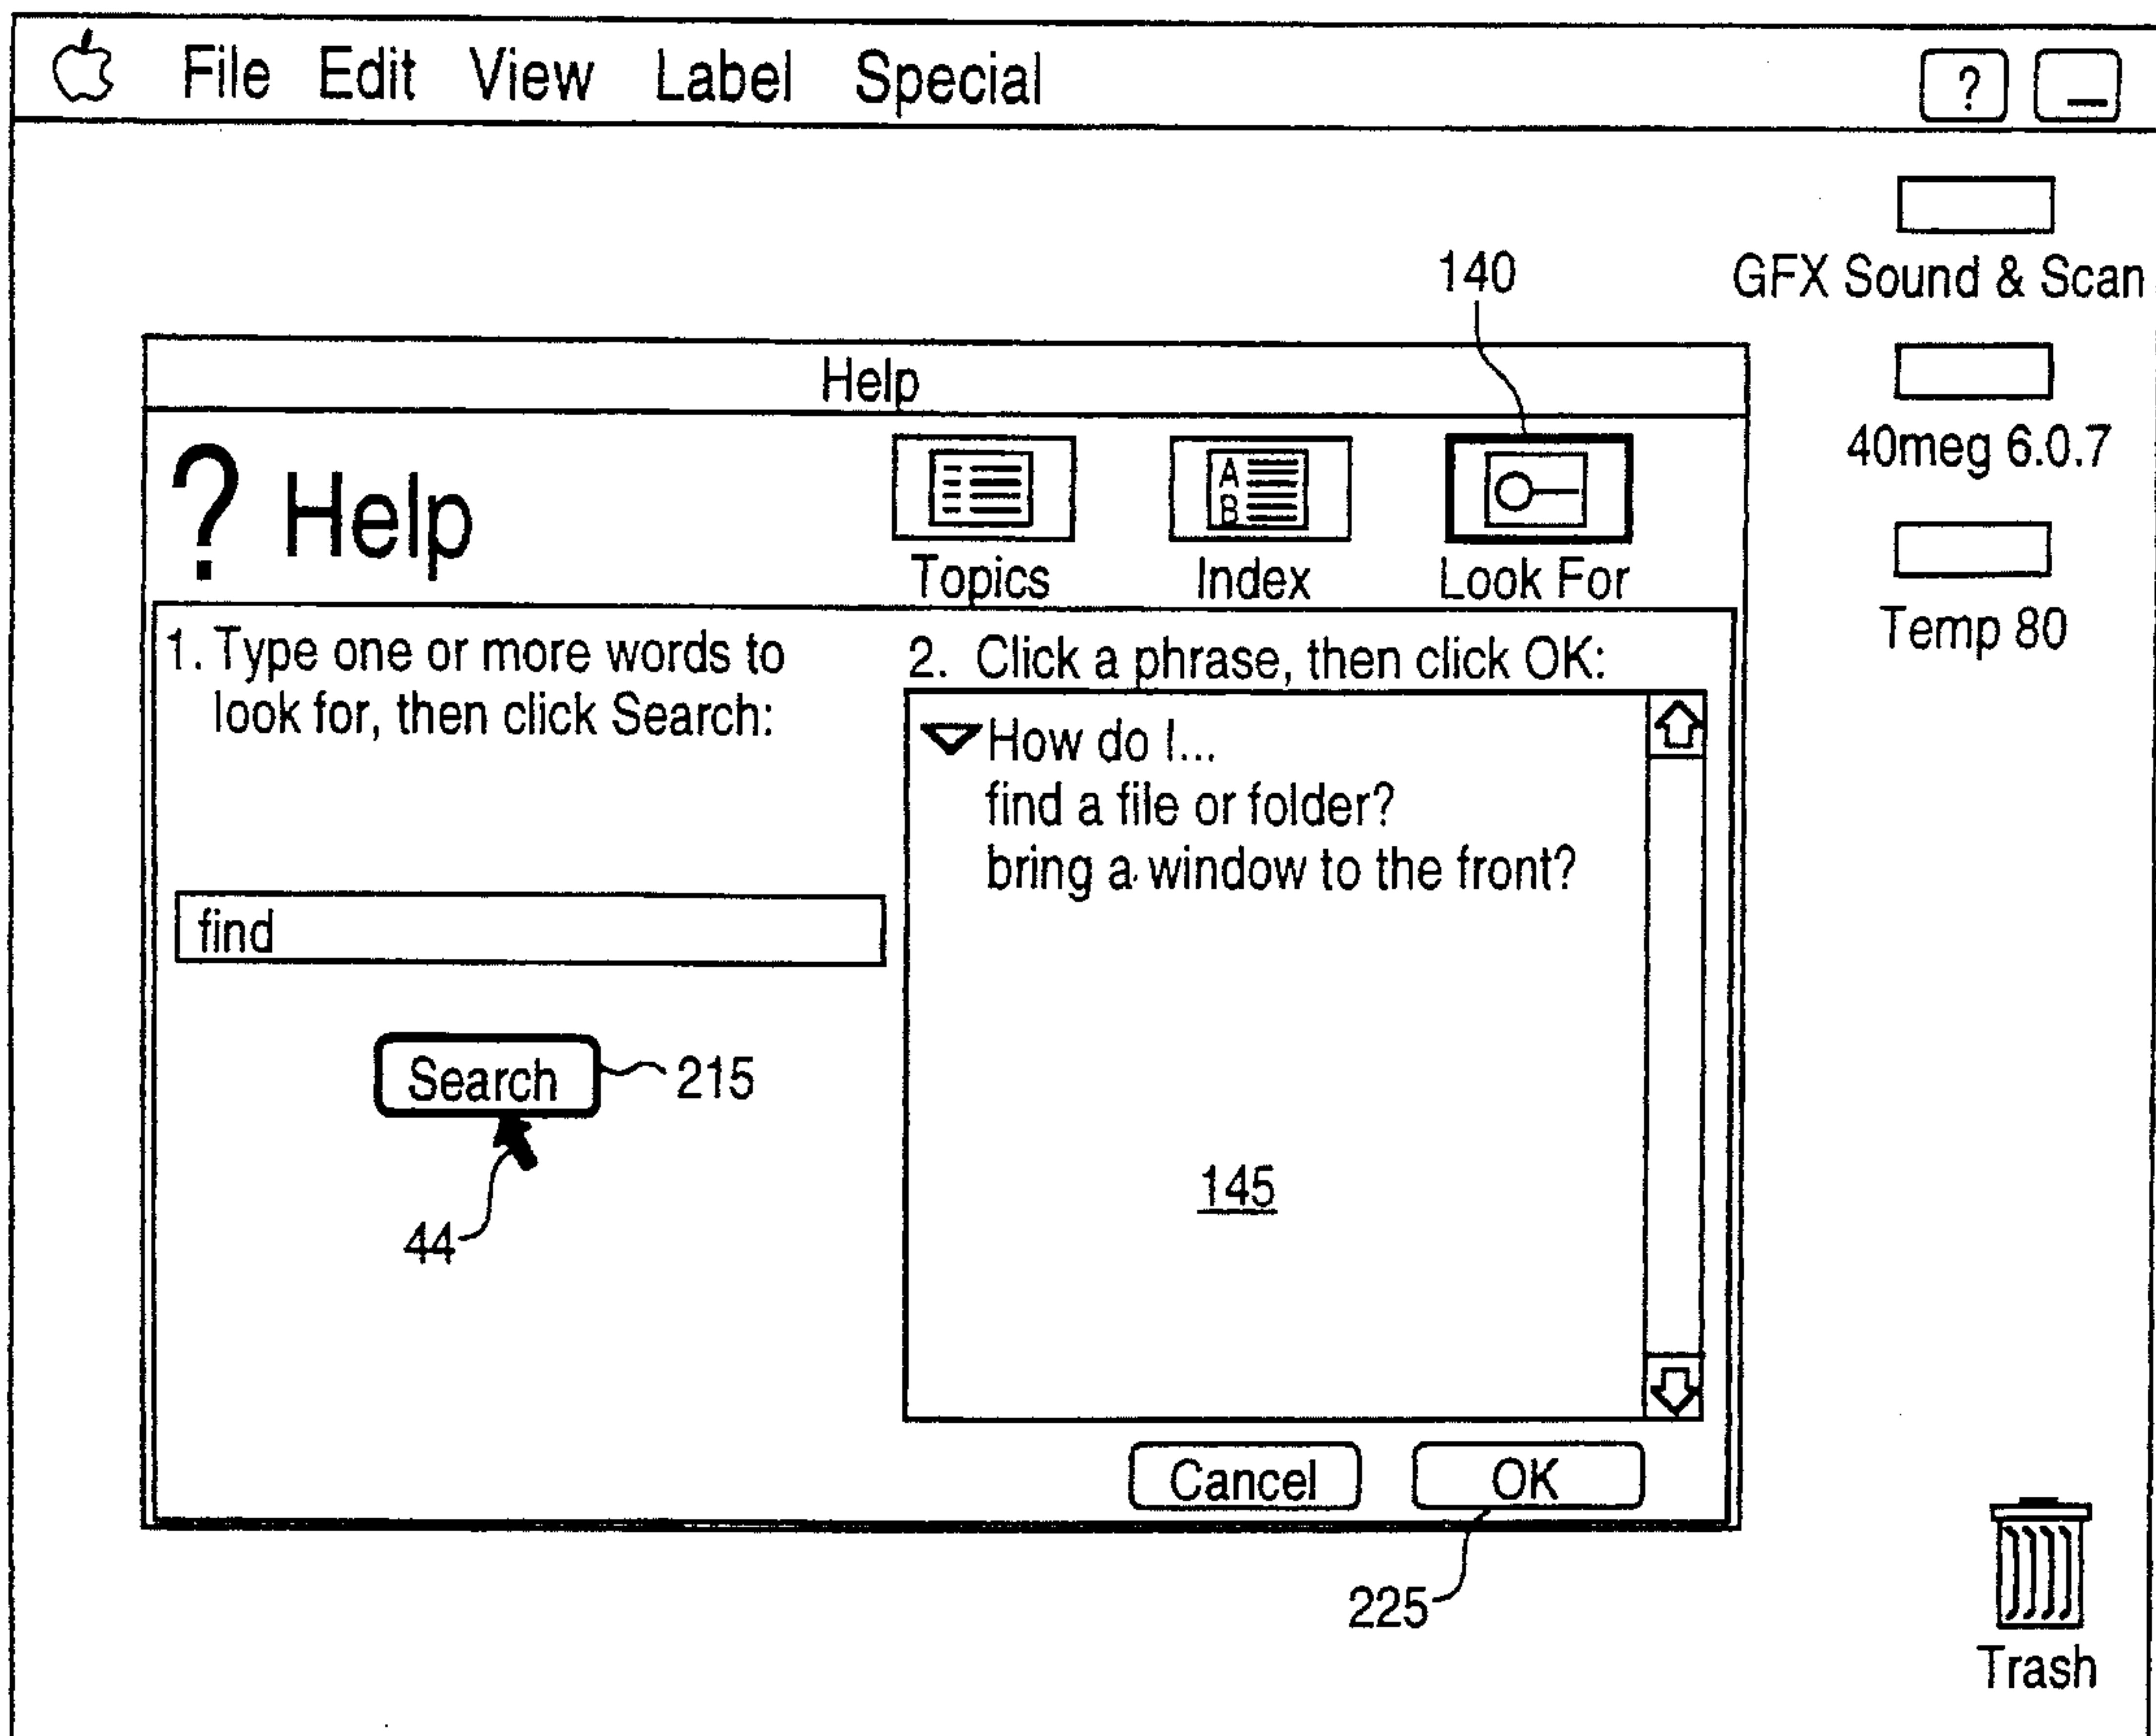 File Edit View Label Special ?
GFX Sound & Scan
140
40meg 6.0.7
Temp 80
Help
? Help
A
B
Topics Index Look For
1. Type one or more words to
look for, then click Search:
find
Search 215
44
2. Click a phrase, then click OK:
How do I...
find a file or folder?
bring a window to the front?
145
Cancel OK
225
Trash